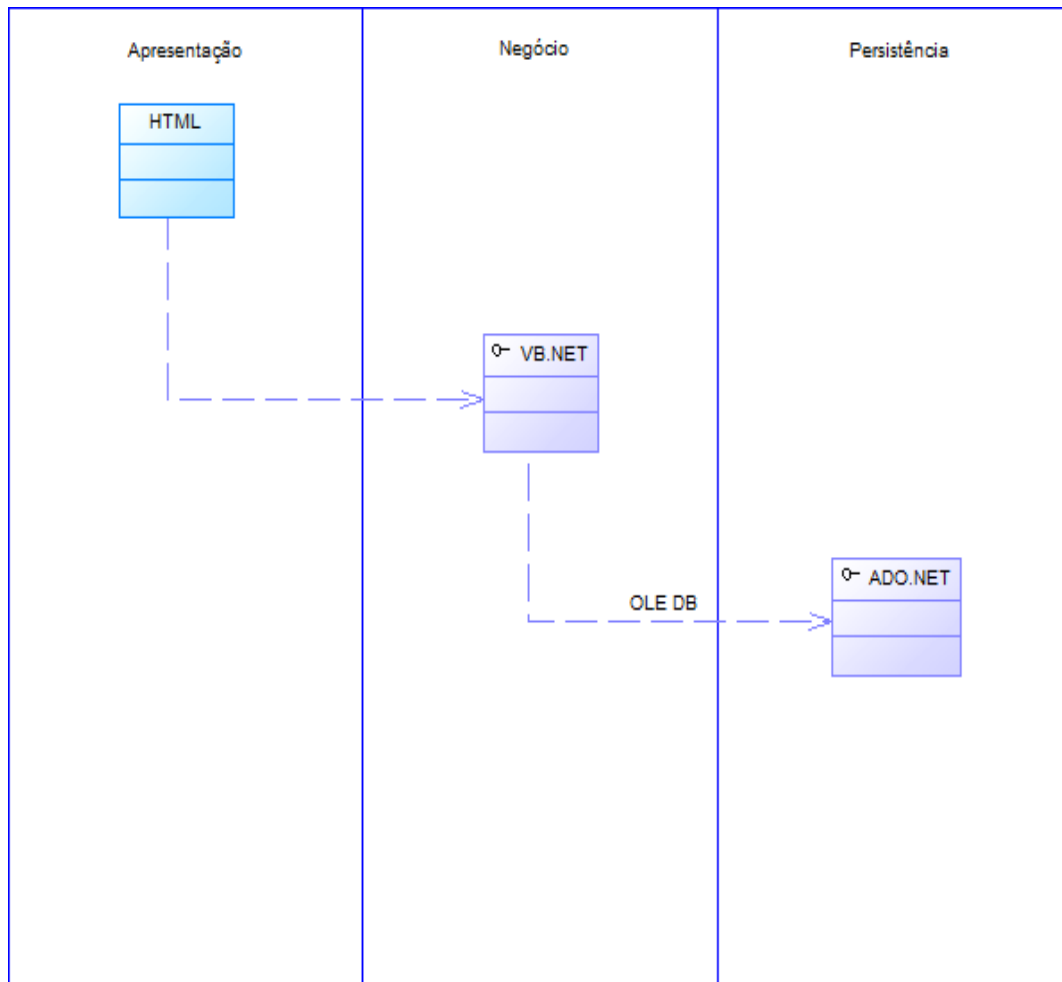 Apresentação
Negócio
Persistência
HTML
VB.NET
ADO.NET
OLE DB